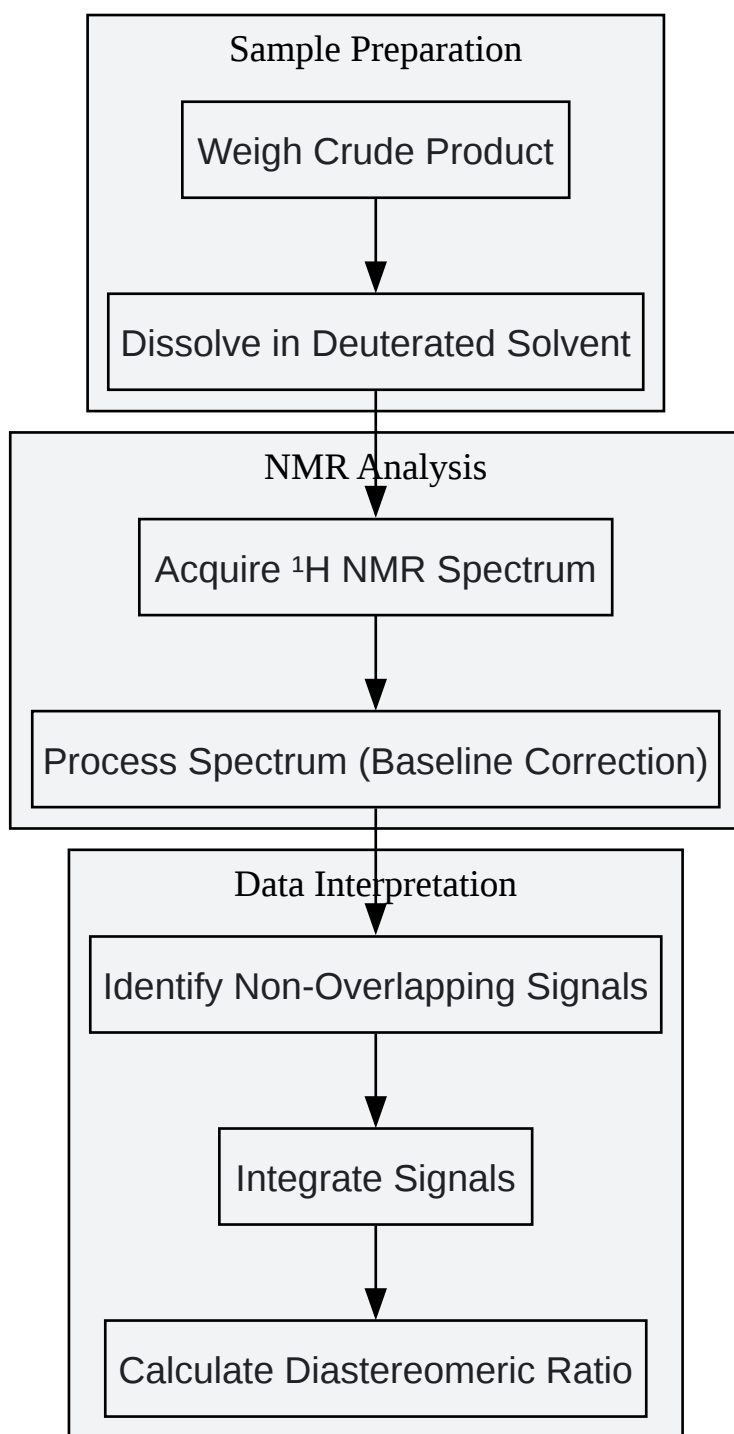 Sample Preparation
Weigh Crude Product
Dissolve in Deuterated Solvent
NMR Analysis
Acquire ¹H NMR Spectrum
Process Spectrum (Baseline Correction)
Data Interpretation
Identify Non-Overlapping Signals
Integrate Signals
Calculate Diastereomeric Ratio